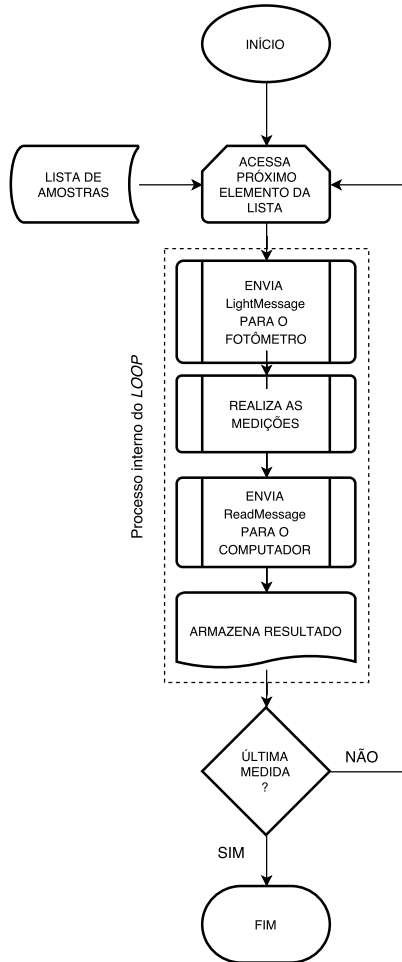 INÍCIO
LISTA DE
AMOSTRAS
ACESSA
PRÓXIMO
ELEMENTO DA
LISTA
Processo interno do LOOP
ENVIA
LightMessage
PARA O
FOTÔMETRO
REALIZA AS
MEDIÇÕES
ENVIA
ReadMessage
PARA O
COMPUTADOR
ARMAZENA RESULTADO
ÚLTIMA
MEDIDA
?
NÃO
SIM
FIM